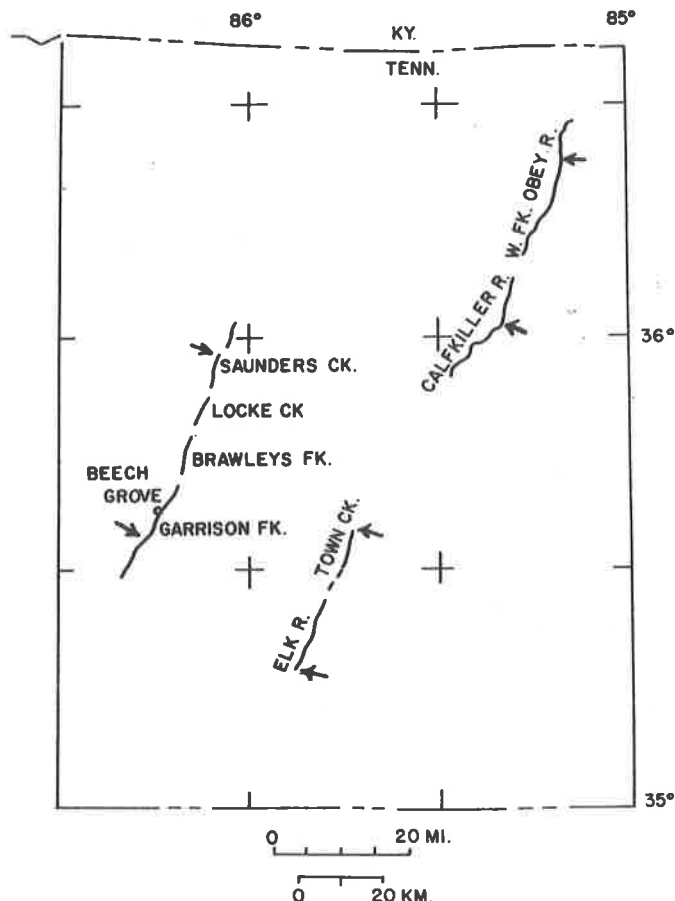 86° 85°
KY.
TENN.
W. FK. OBEY R.
CALFKILLER R.
36°
SAUNDERS CK.
LOCKE CK
BRAWLEYS FK.
BEECH
GROVE
GARRISON FK.
TOWN CK.
ELK R.
35°
0 20 MI.
0 20 KM.